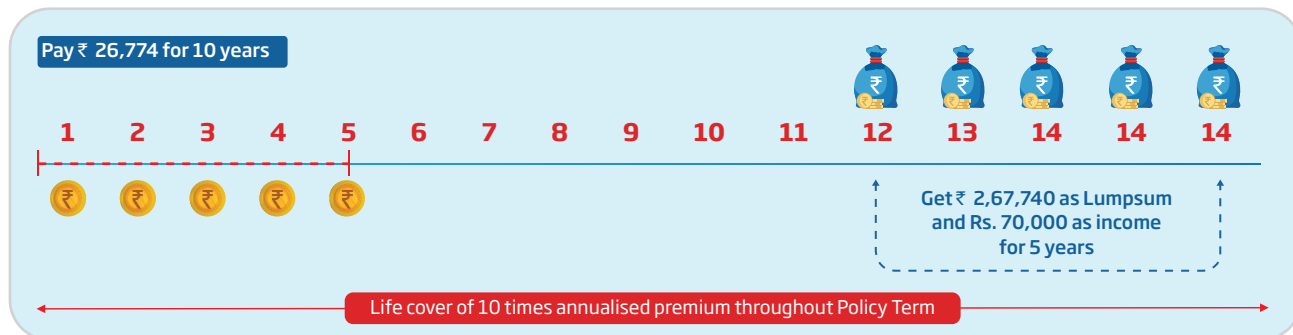 Pay ₹ 26,774 for 10 years
1 2 3 4 5 6 7 8 9 10 11 12 13 14 14 14
Get ₹ 2,67,740 as Lumpsum
and Rs. 70,000 as income
for 5 years
Life cover of 10 times annualised premium throughout Policy Term